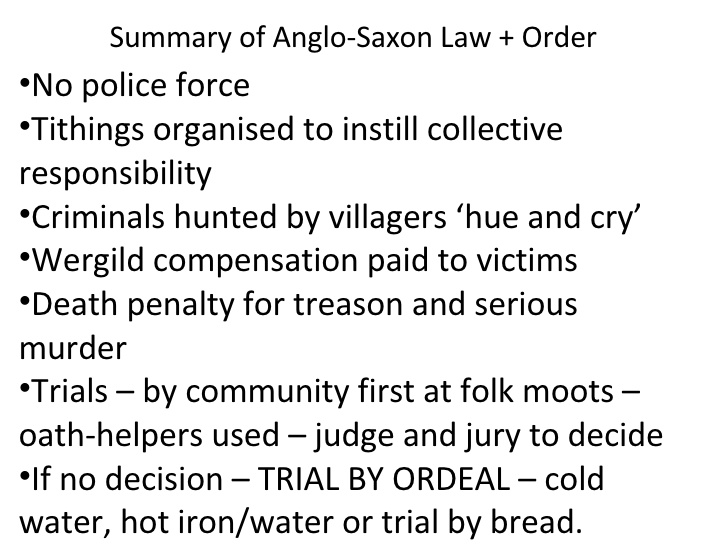 Summary of Anglo-Saxon Law + Order
•No police force
•Tithings organised to instill collective
responsibility
•Criminals hunted by villagers ‘hue and cry’
•Wergild compensation paid to victims
•Death penalty for treason and serious
murder
•Trials – by community first at folk moots –
oath-helpers used – judge and jury to decide
•If no decision – TRIAL BY ORDEAL – cold
water, hot iron/water or trial by bread.